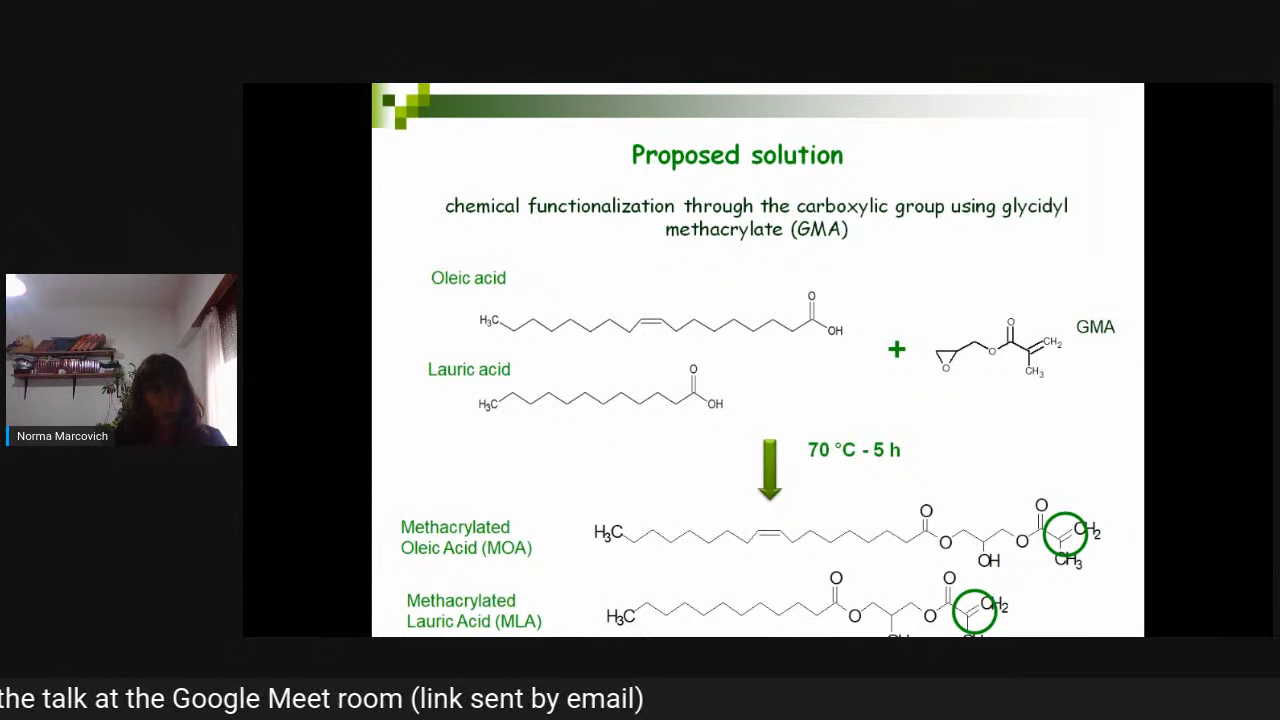 Proposed solution
chemical functionalization through the carboxylic group using glycidyl
methacrylate (GMA)
Oleic acid
O
H₃C
OH
GMA
O
O
CH₂
O
CH₃
+
Lauric acid
O
H₃C
OH
70 °C - 5 h
Norma Marcovich
Methacrylated
Oleic Acid (MOA)
H₃C
O
O
OH
O
O
CH₂
CH₃
Methacrylated
Lauric Acid (MLA)
H₃C
O
O
O
O
CH₂
the talk at the Google Meet room (link sent by email)